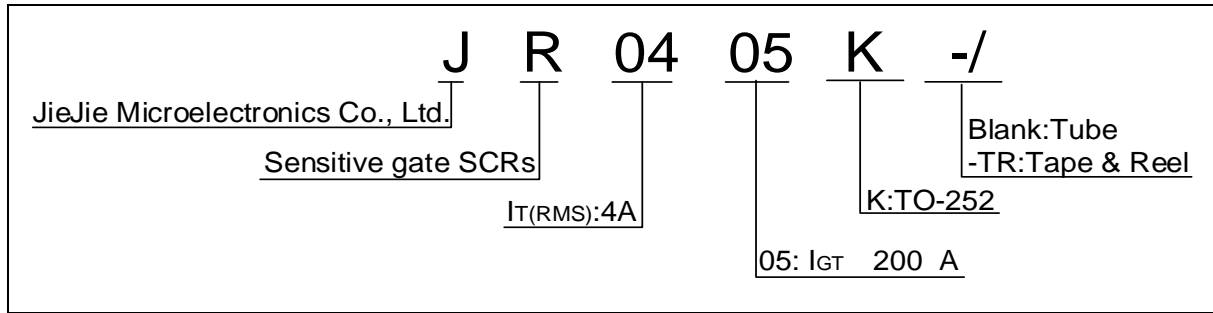 J R 04 05 K -/
JieJie Microelectronics Co., Ltd.
Sensitive gate SCRs
IT(RMS):4A
05: IGT 200 A
K:TO-252
Blank:Tube
-TR:Tape & Reel